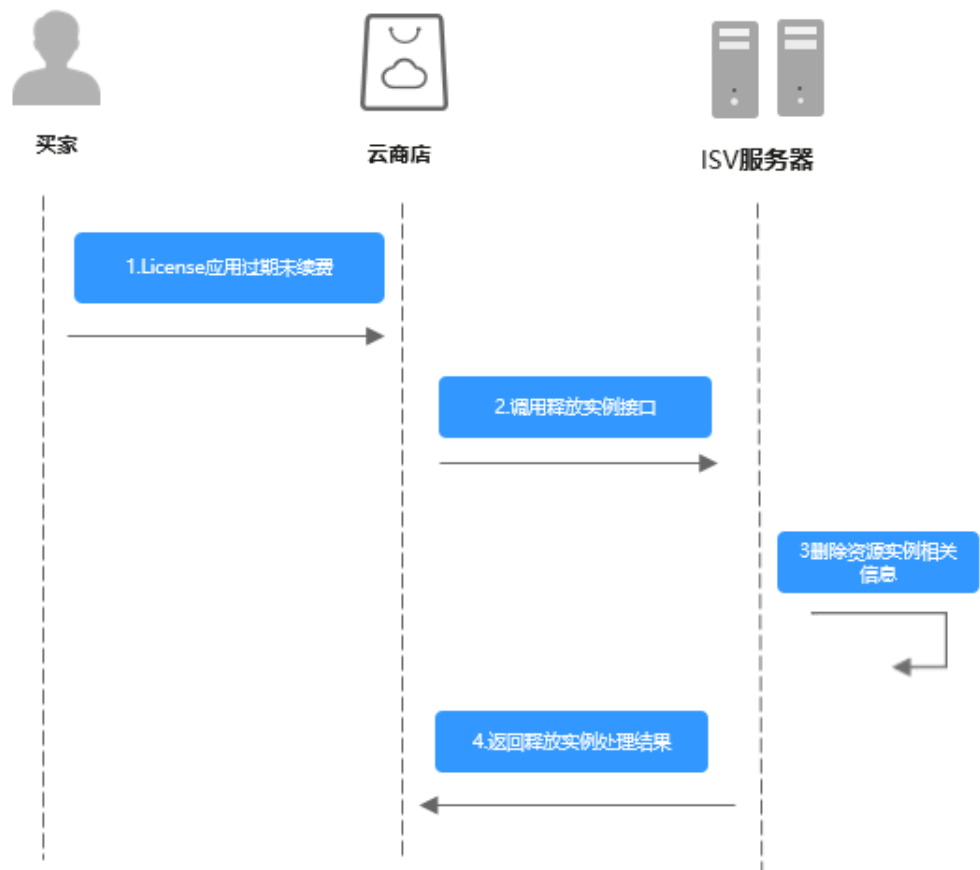 买家
云商店
ISV服务器
1.License应用过期未续费
2.调用释放实例接口
3删除资源实例相关
信息
4.返回释放实例处理结果